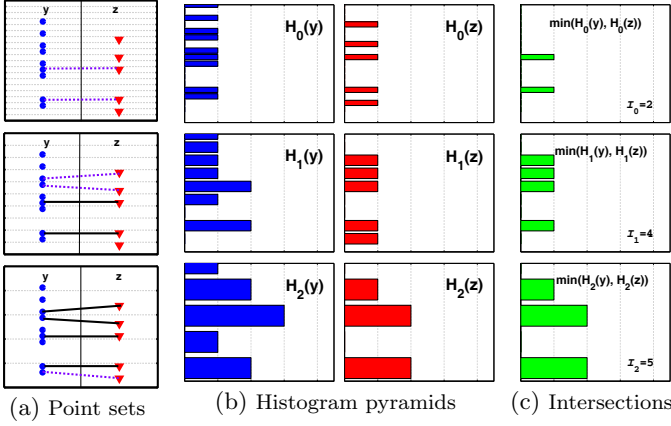 y z
H₀(y)
H₀(z)
min(H₀(y), H₀(z))
I₀=2
y z
H₁(y)
H₁(z)
min(H₁(y), H₁(z))
I₁=4
y z
H₂(y)
H₂(z)
min(H₂(y), H₂(z))
I₂=5
(a) Point sets
(b) Histogram pyramids
(c) Intersections